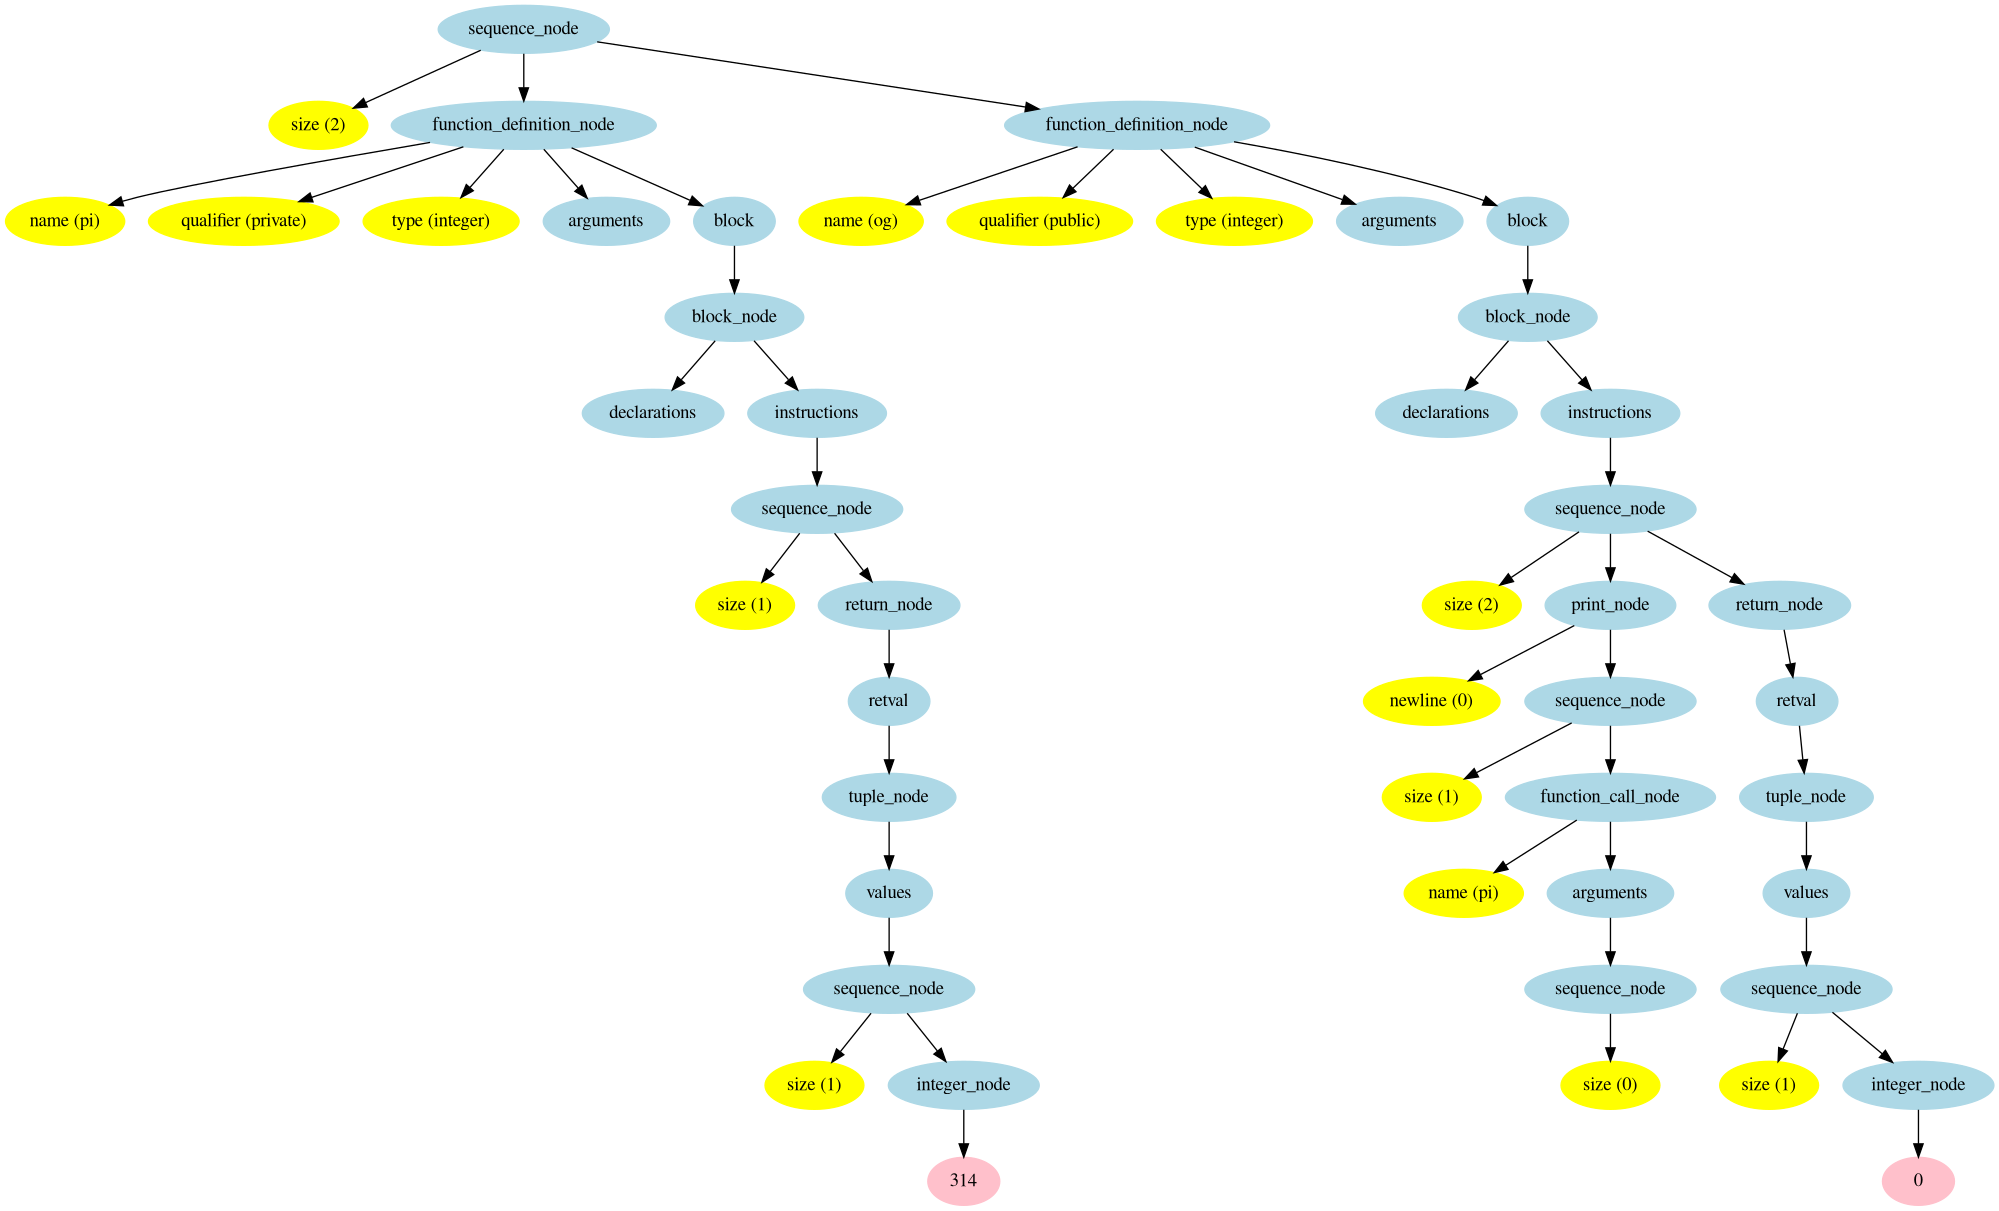 sequence_node
size (2)
function_definition_node
function_definition_node
name (pi)
qualifier (private)
type (integer)
arguments
block
name (og)
qualifier (public)
type (integer)
arguments
block
block_node
block_node
declarations
instructions
declarations
instructions
sequence_node
sequence_node
size (1)
return_node
size (2)
print_node
return_node
retval
newline (0)
sequence_node
retval
tuple_node
size (1)
function_call_node
tuple_node
values
name (pi)
arguments
values
sequence_node
sequence_node
sequence_node
size (1)
integer_node
size (0)
size (1)
integer_node
314
0